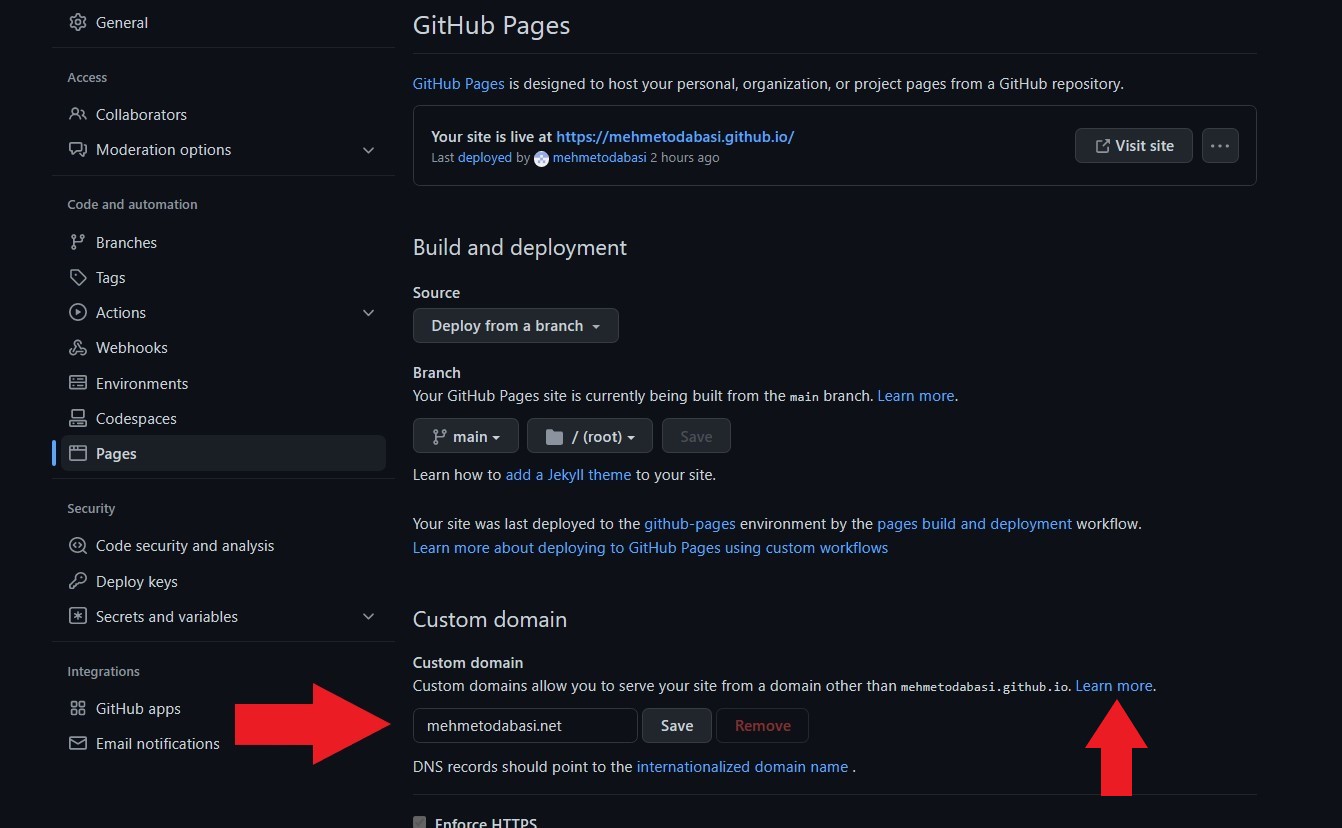 General
Access
Collaborators
Moderation options
Code and automation
Branches
Tags
Actions
Webhooks
Environments
Codespaces
Pages
Security
Code security and analysis
Deploy keys
Secrets and variables
Integrations
GitHub apps
Email notifications
GitHub Pages
GitHub Pages is designed to host your personal, organization, or project pages from a GitHub repository.
Your site is live at https://mehmetodabasi.github.io/
Last deployed by mehmetodabasi 2 hours ago
Visit site
Build and deployment
Source
Deploy from a branch
Branch
Your GitHub Pages site is currently being built from the main branch. Learn more.
main / (root) Save
Learn how to add a Jekyll theme to your site.
Your site was last deployed to the github-pages environment by the pages build and deployment workflow.
Learn more about deploying to GitHub Pages using custom workflows
Custom domain
Custom domain
Custom domains allow you to serve your site from a domain other than mehmetodabasi.github.io. Learn more.
mehmetodabasi.net Save Remove
DNS records should point to the internationalized domain name .
Enforce HTTPS